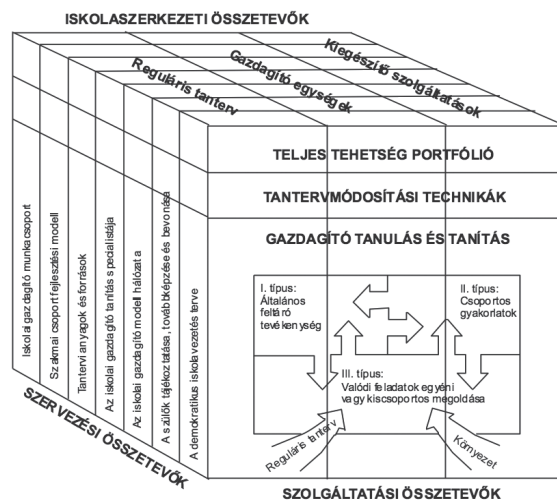 ISKOLASZERKEZETI ÖSSZETEVŐK
Reguláris tanterv
Gazdagító egységek
Kiegészítő szolgáltatások
TELJES TEHETSÉG PORTFÓLIÓ
TANTERVMÓDOSÍTÁSI TECHNIKÁK
GAZDAGÍTÓ TANULÁS ÉS TANÍTÁS
Iskolai gazdagító munkacsoport
Szakmai csoport fejlesztési modell
Tantervi anyagok és források
Az iskolai gazdagító tanítás specialistája
Az iskolai gazdagító modell hálózata
A szülők tájékoztatása, továbbképzése és bevonása
A demokratikus iskolavezetés terve
I. típus:
Általános
feltáró
tevékenység
II. típus:
Csoportos
gyakorlatok
III. típus:
Valódi feladatok egyéni
vagy kiscsoportos megoldása
Reguláris tanterv
Környezet
SZERVEZÉSI ÖSSZETEVŐK
SZOLGÁLTATÁSI ÖSSZETEVŐK